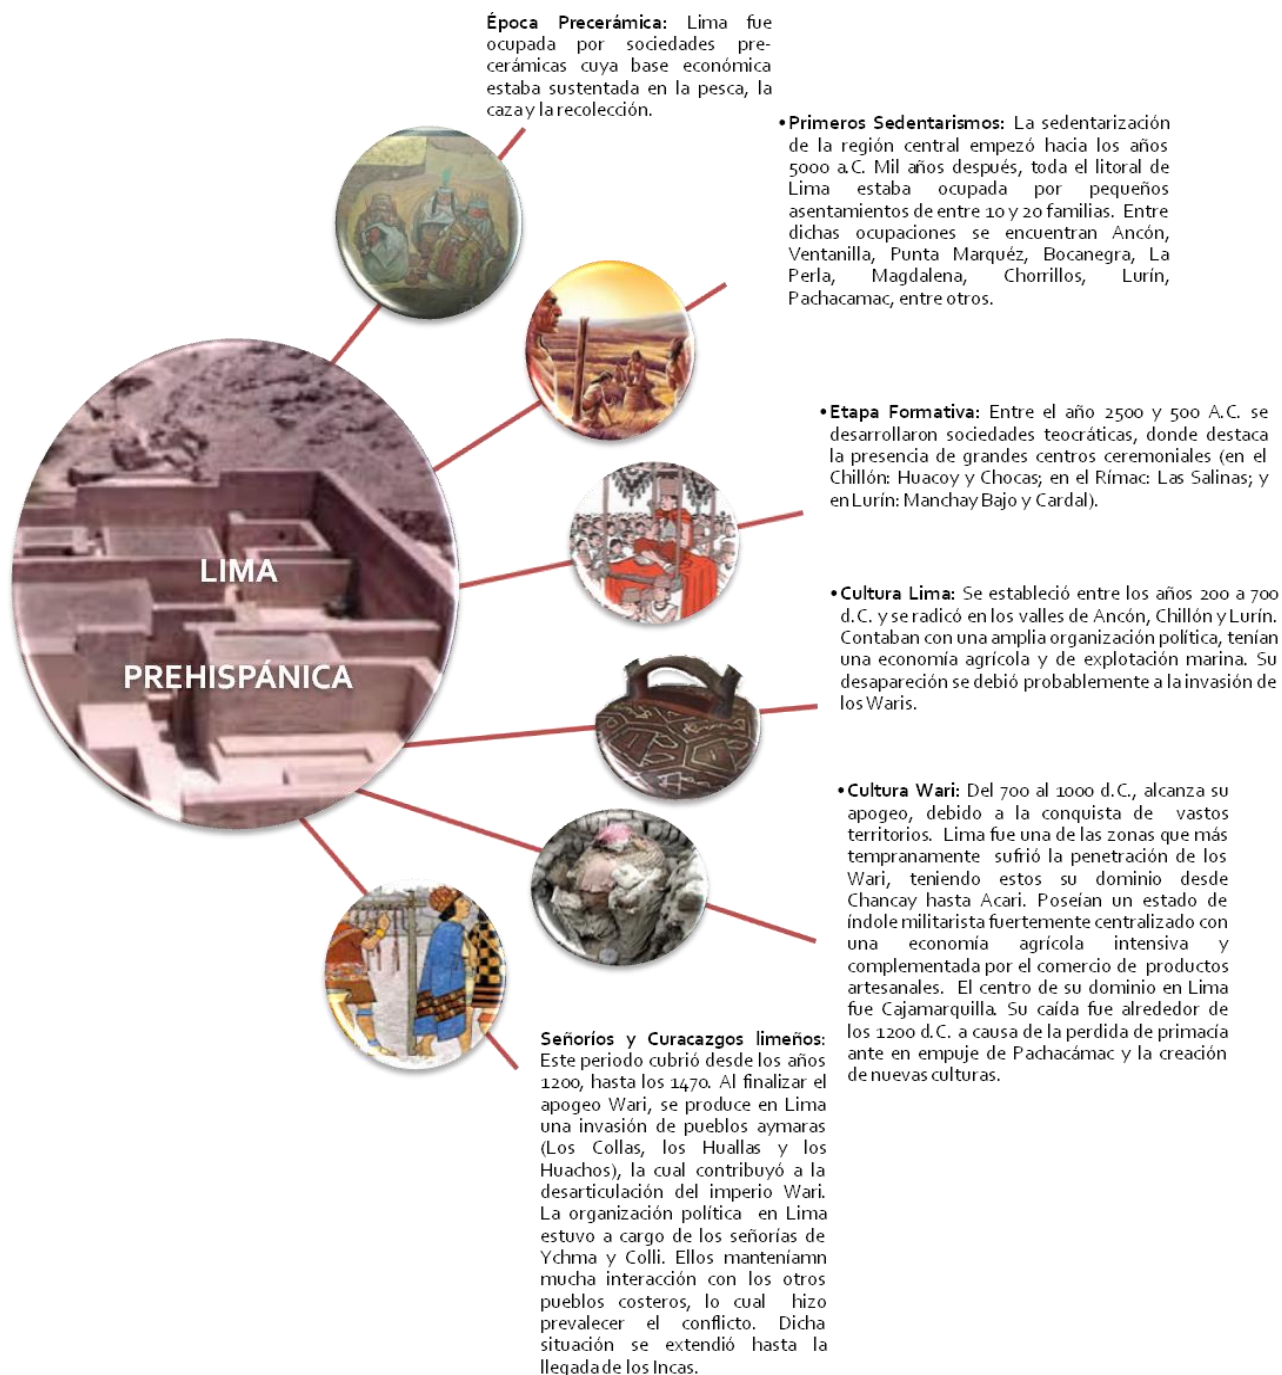 Época Precerámica: Lima fue
ocupada por sociedades pre-
cerámicas cuya base económica
estaba sustentada en la pesca, la
caza y la recolección.
•Primeros Sedentarismos: La sedentarización
de la región central empezó hacia los años
5000 a.C. Mil años después, toda el litoral de
Lima estaba ocupada por pequeños
asentamientos de entre 10 y 20 familias. Entre
dichas ocupaciones se encuentran Ancón,
Ventanilla, Punta Marquéz, Bocanegra, La
Perla, Magdalena, Chorrillos, Lurín,
Pachacamac, entre otros.
•Etapa Formativa: Entre el año 2500 y 500 A.C. se
desarrollaron sociedades teocráticas, donde destaca
la presencia de grandes centros ceremoniales (en el
Chillón: Huacoy y Chocas; en el Rímac: Las Salinas; y
en Lurín: Manchay Bajo y Cardal).
LIMA
PREHISPÁNICA
•Cultura Lima: Se estableció entre los años 200 a 700
d.C. y se radicó en los valles de Ancón, Chillón y Lurín.
Contaban con una amplia organización política, tenían
una economía agrícola y de explotación marina. Su
desapareción se debió probablemente a la invasión de
los Waris.
•Cultura Wari: Del 700 al 1000 d.C., alcanza su
apogeo, debido a la conquista de vastos
territorios. Lima fue una de las zonas que más
tempranamente sufrió la penetración de los
Wari, teniendo estos su dominio desde
Chancay hasta Acari. Poseían un estado de
índole militarista fuertemente centralizado con
una economía agrícola intensiva y
complementada por el comercio de productos
artesanales. El centro de su dominio en Lima
fue Cajamarquilla. Su caída fue alrededor de
los 1200 d.C. a causa de la perdida de primacía
ante en empuje de Pachacámac y la creación
de nuevas culturas.
Señoríos y Curacazgos limeños:
Este periodo cubrió desde los años
1200, hasta los 1470. Al finalizar el
apogeo Wari, se produce en Lima
una invasión de pueblos aymaras
(Los Collas, los Huallas y los
Huachos), la cual contribuyó a la
desarticulación del imperio Wari.
La organización política en Lima
estuvo a cargo de los señorías de
Ychma y Colli. Ellos manteníamn
mucha interacción con los otros
pueblos costeros, lo cual hizo
prevalecer el conflicto. Dicha
situación se extendió hasta la
llegada de los Incas.